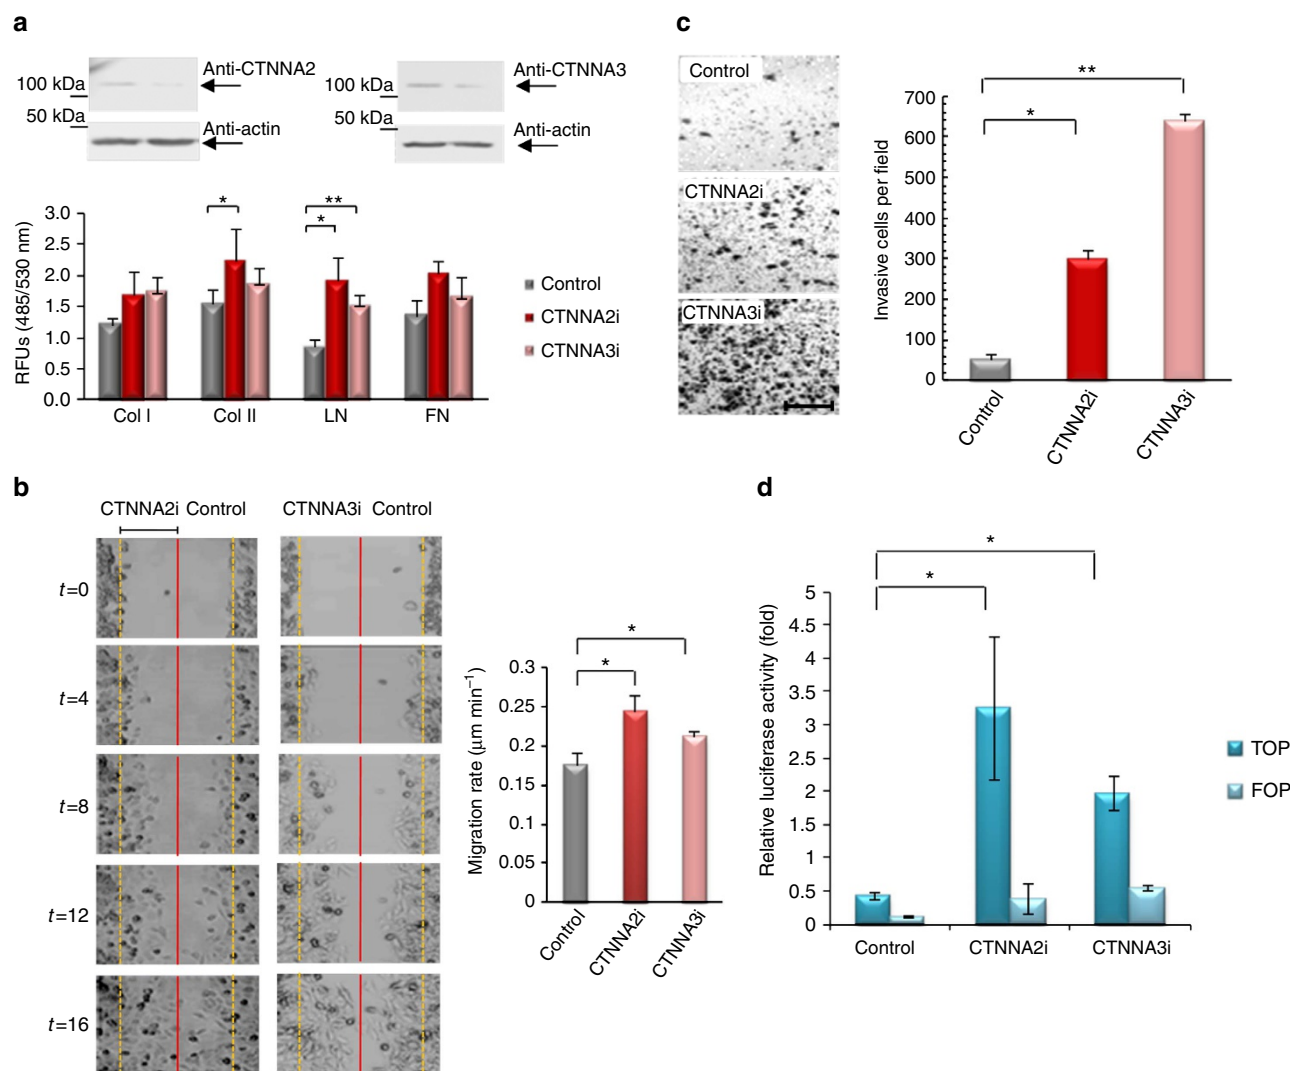 a
100 kDa
Anti-CTNNA2
50 kDa
Anti-actin
100 kDa
Anti-CTNNA3
50 kDa
Anti-actin
RFUs (485/530 nm)
3.0
2.5
2.0
1.5
1.0
0.5
0.0
*
*
**
Col I
Col II
LN
FN
Control
CTNNA2i
CTNNA3i
b
CTNNA2i Control
CTNNA3i Control
t=0
t=4
t=8
t=12
t=16
Migration rate (µm min⁻¹)
0.3
0.25
0.2
0.15
0.1
0.05
0
*
*
Control
CTNNA2i
CTNNA3i
c
Control
CTNNA2i
CTNNA3i
Invasive cells per field
700
600
500
400
300
200
100
0
**
*
Control
CTNNA2i
CTNNA3i
d
Relative luciferase activity (fold)
5
4.5
4
3.5
3
2.5
2
1.5
1
0.5
0
*
*
Control
CTNNA2i
CTNNA3i
TOP
FOP